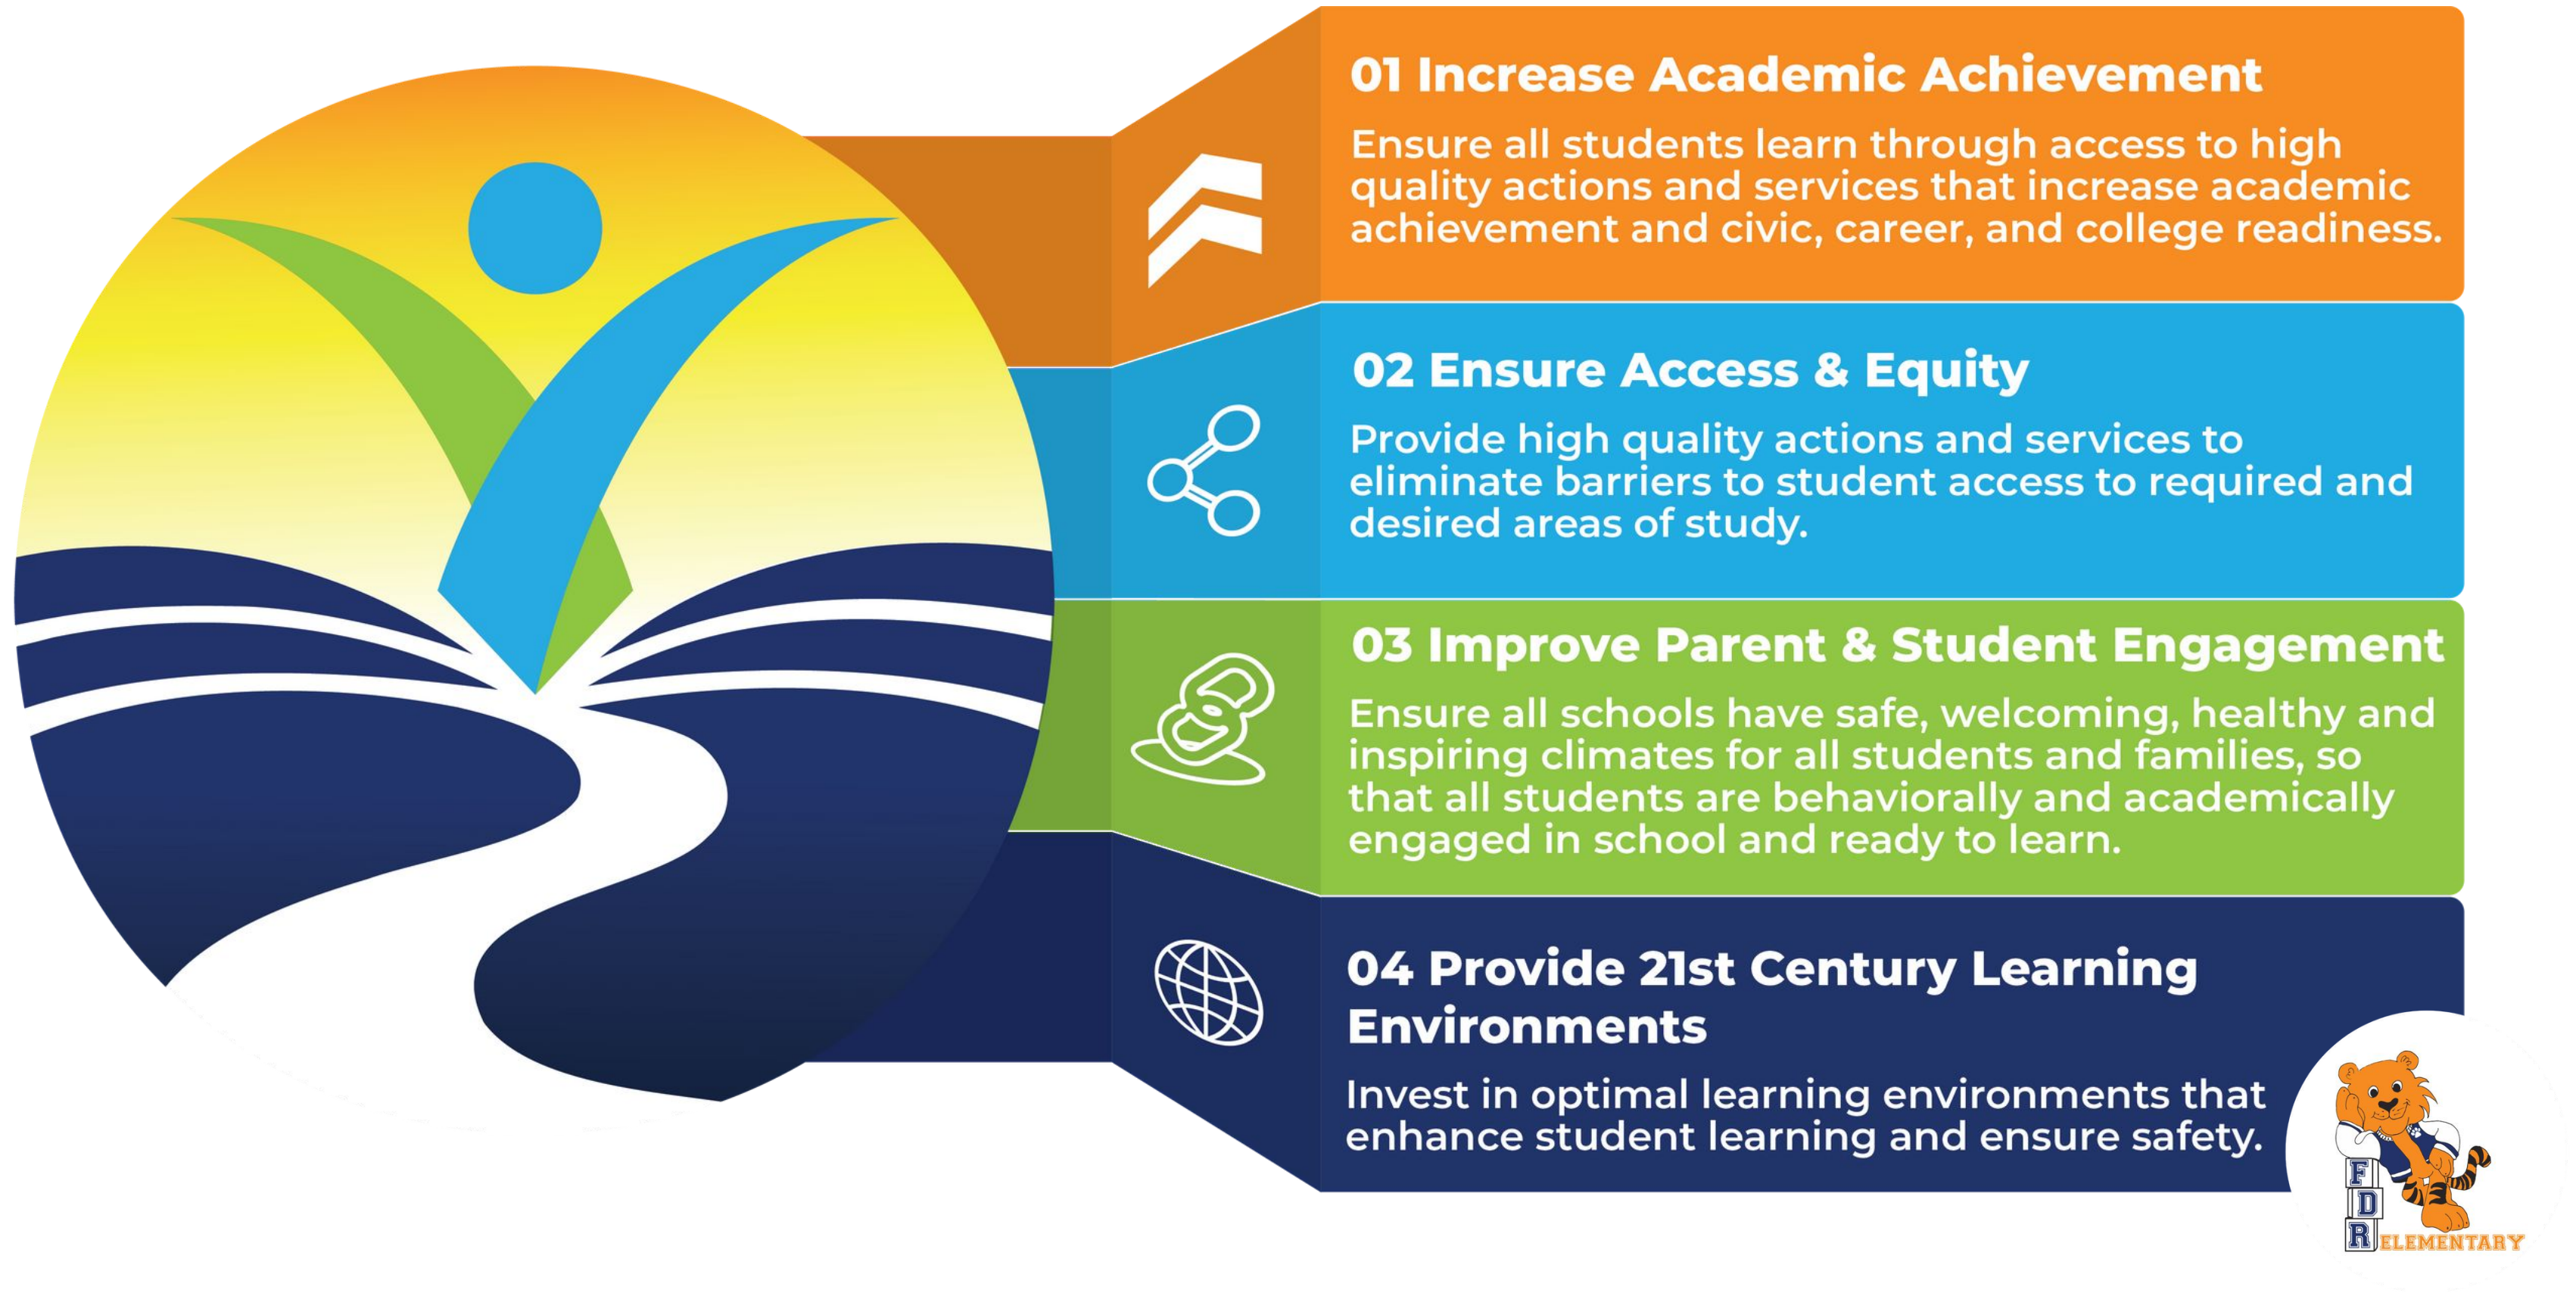 01 Increase Academic Achievement
Ensure all students learn through access to high
quality actions and services that increase academic
achievement and civic, career, and college readiness.
02 Ensure Access & Equity
Provide high quality actions and services to
eliminate barriers to student access to required and
desired areas of study.
03 Improve Parent & Student Engagement
Ensure all schools have safe, welcoming, healthy and
inspiring climates for all students and families, so
that all students are behaviorally and academically
engaged in school and ready to learn.
04 Provide 21st Century Learning
Environments
Invest in optimal learning environments that
enhance student learning and ensure safety.
F
D
R ELEMENTARY